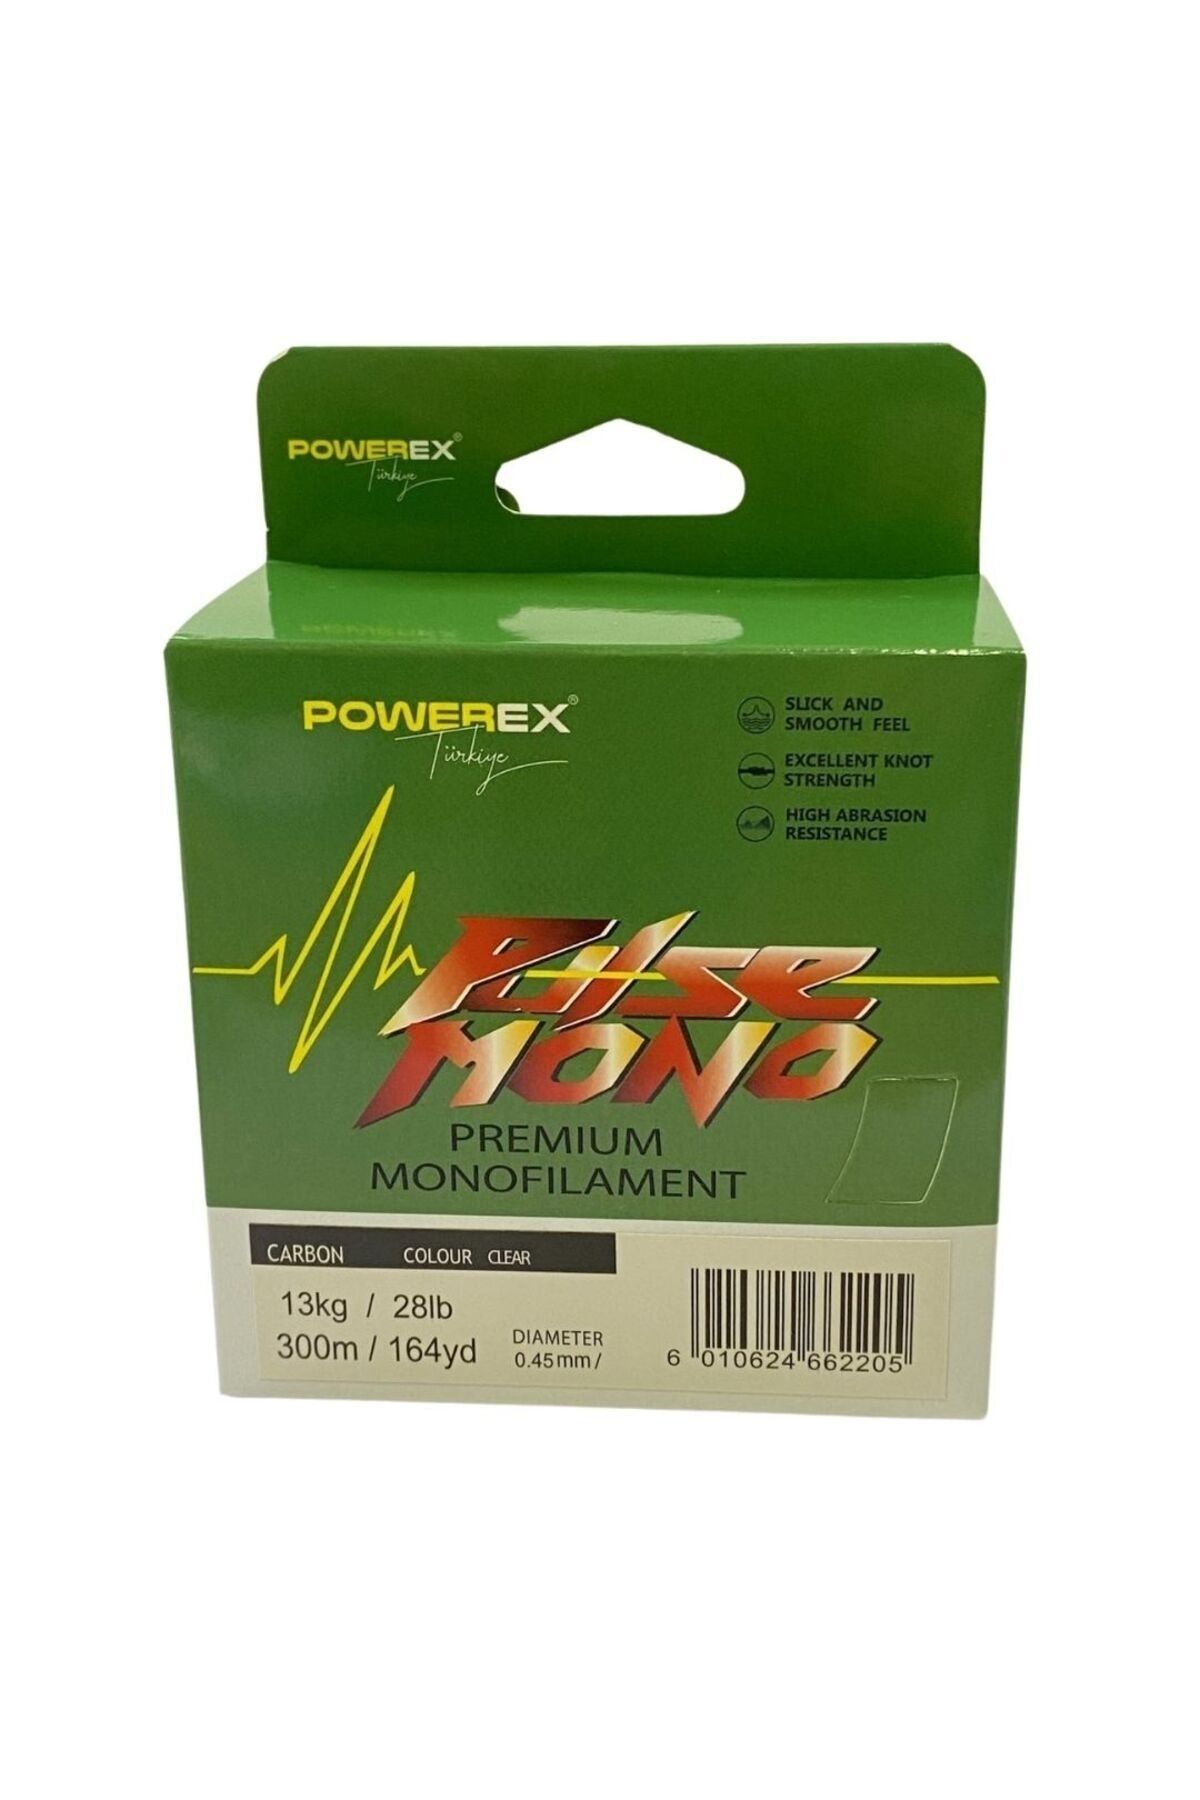 POWEREX®
Türkiye
POWEREX®
Türkiye
SLICK AND
SMOOTH FEEL
EXCELLENT KNOT
STRENGTH
HIGH ABRASION
RESISTANCE
Pulse
MONO
PREMIUM
MONOFILAMENT
CARBON COLOUR CLEAR
13kg / 28lb
300m / 164yd
DIAMETER
0.45mm /
6 010624 662205